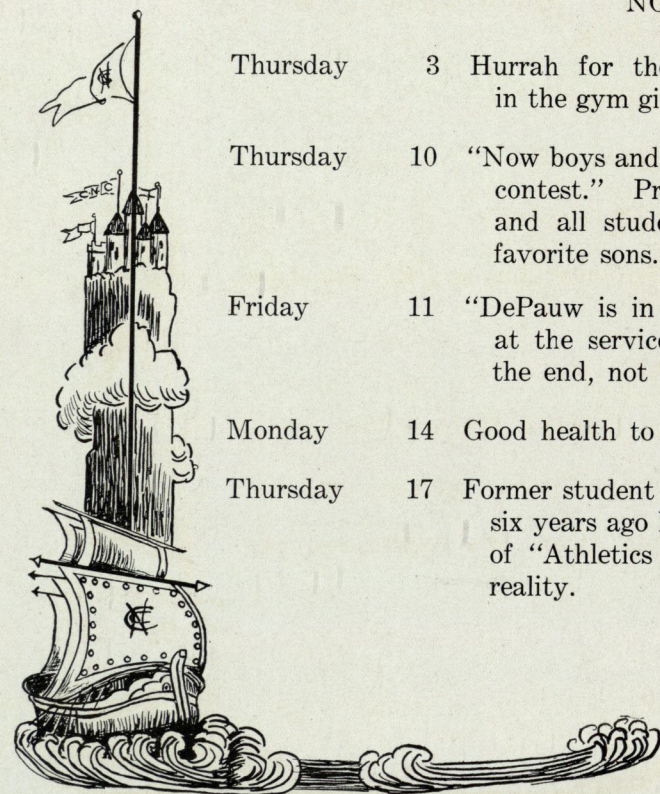 NO
Thursday 3 Hurrah for the
in the gym gi
Thursday 10 "Now boys and
contest." Pr
and all stude
favorite sons.
Friday 11 "DePauw is in
at the service
the end, not
Monday 14 Good health to
Thursday 17 Former student
six years ago
of "Athletics
reality.
CNC